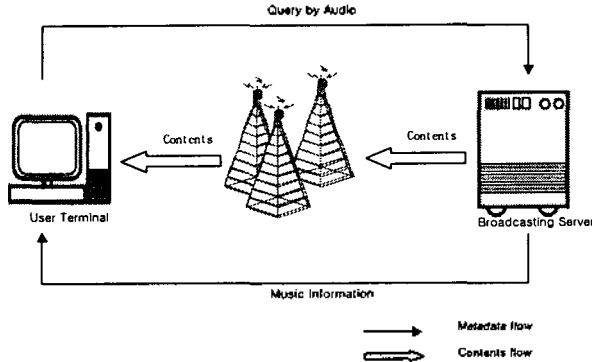 Query by Audio
Contents
Contents
User Terminal
Broadcasting Server
Music Information
Metadata flow
Contents flow